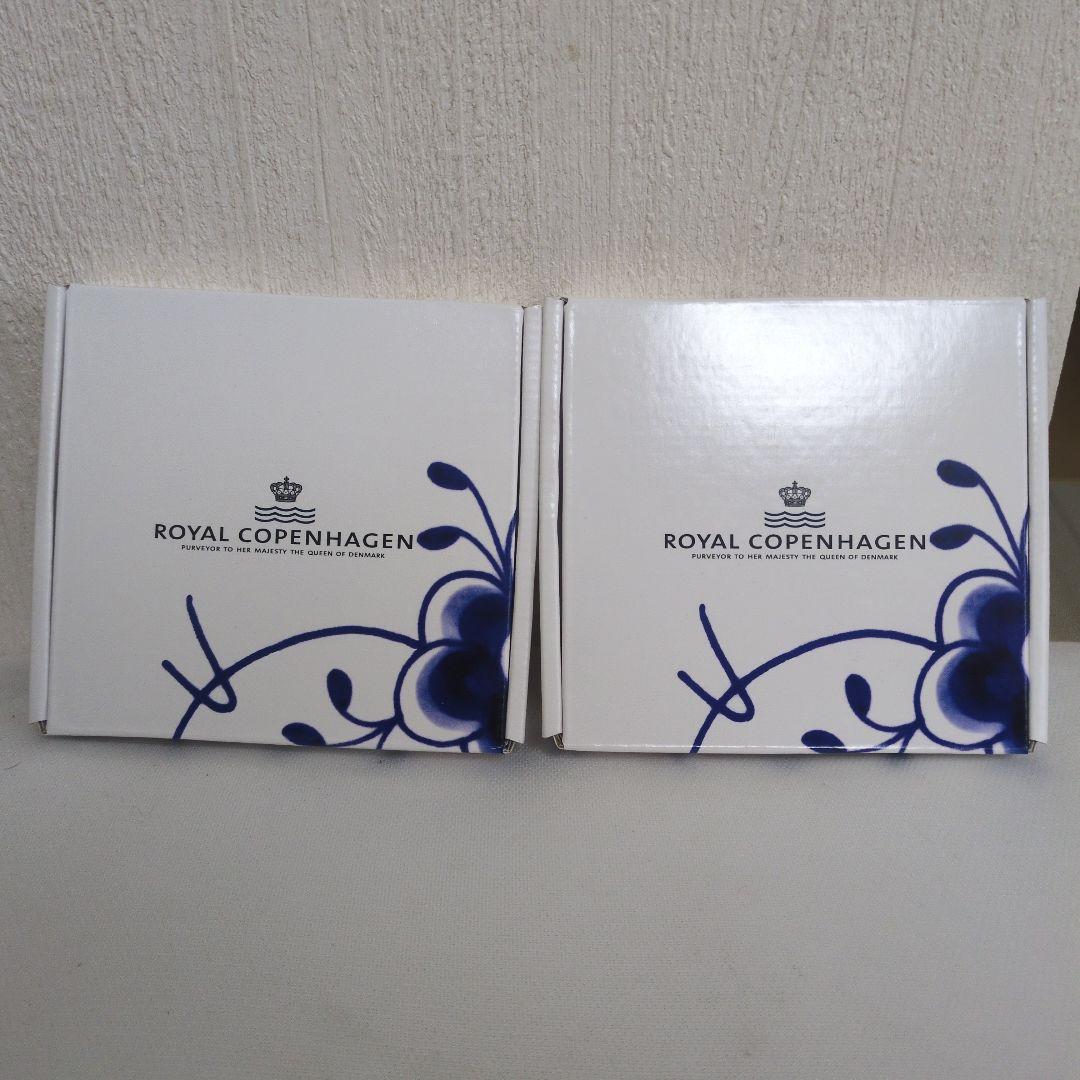 ROYAL COPENHAGEN
PURVEYOR TO HER MAJESTY THE QUEEN OF DENMARK
ROYAL COPENHAGEN
PURVEYOR TO HER MAJESTY THE QUEEN OF DENMARK